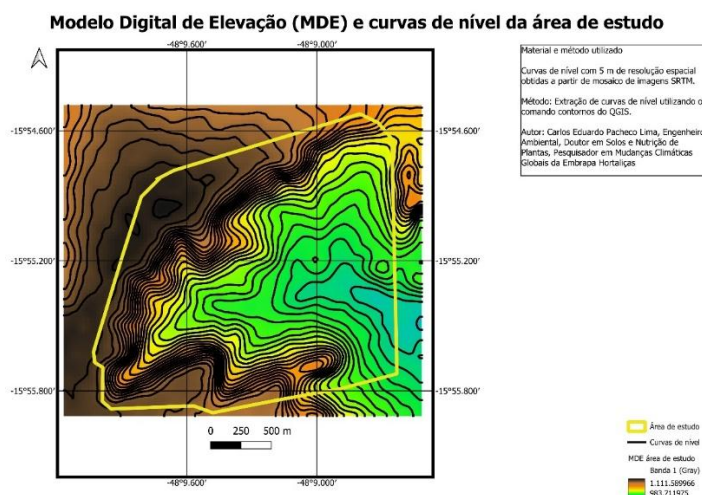 Modelo Digital de Elevação (MDE) e curvas de nível da área de estudo
-48°9.600'
-48°9.000'
Material e método utilizado
Curvas de nível com 5 m de resolução espacial
obtidas a partir de mosaico de imagens SRTM.
Método: Extração de curvas de nível utilizando o
comando contornos do QGIS.
Autor: Carlos Eduardo Pacheco Lima, Engenheiro
Ambiental, Doutor em Solos e Nutrição de
Plantas, Pesquisador em Mudanças Climáticas
Globais da Embrapa Hortaliças
-15°54.600'
-15°54.600'
-15°55.200'
-15°55.200'
-15°55.800'
-15°55.800'
0 250 500 m
-48°9.600'
-48°9.000'
Área de estudo
Curvas de nível
MDE área de estudo
Banda 1 (Gray)
1.111.589966
983.711975